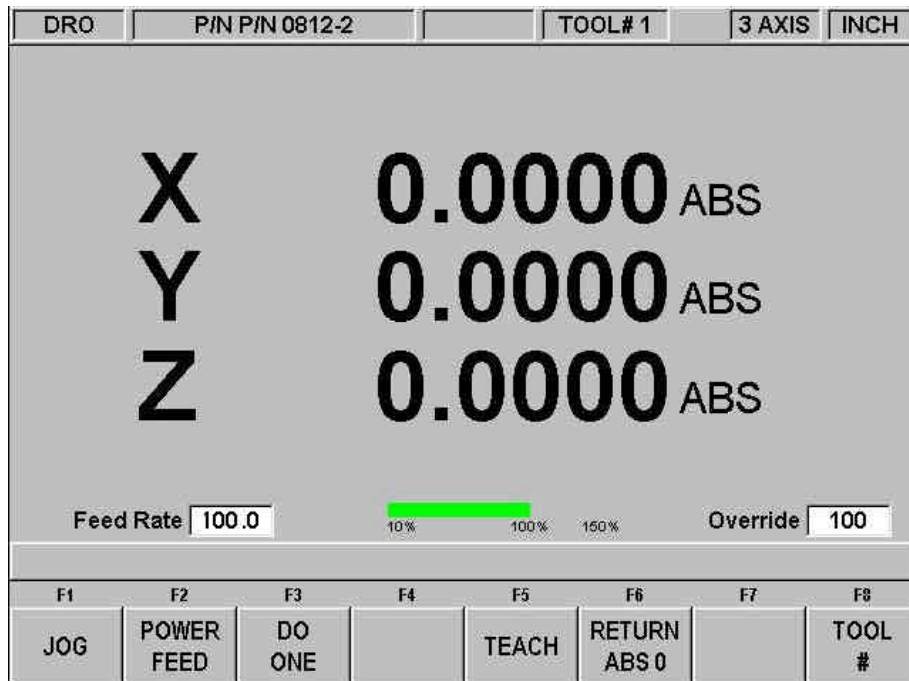 DRO P/N P/N 0812-2 TOOL# 1 3 AXIS INCH
X 0.0000 ABS
Y 0.0000 ABS
Z 0.0000 ABS
Feed Rate 100.0 10% 100% 150% Override 100
F1 F2 F3 F4 F5 F6 F7 F8
JOG POWER FEED DO ONE TEACH RETURN ABS 0 TOOL #